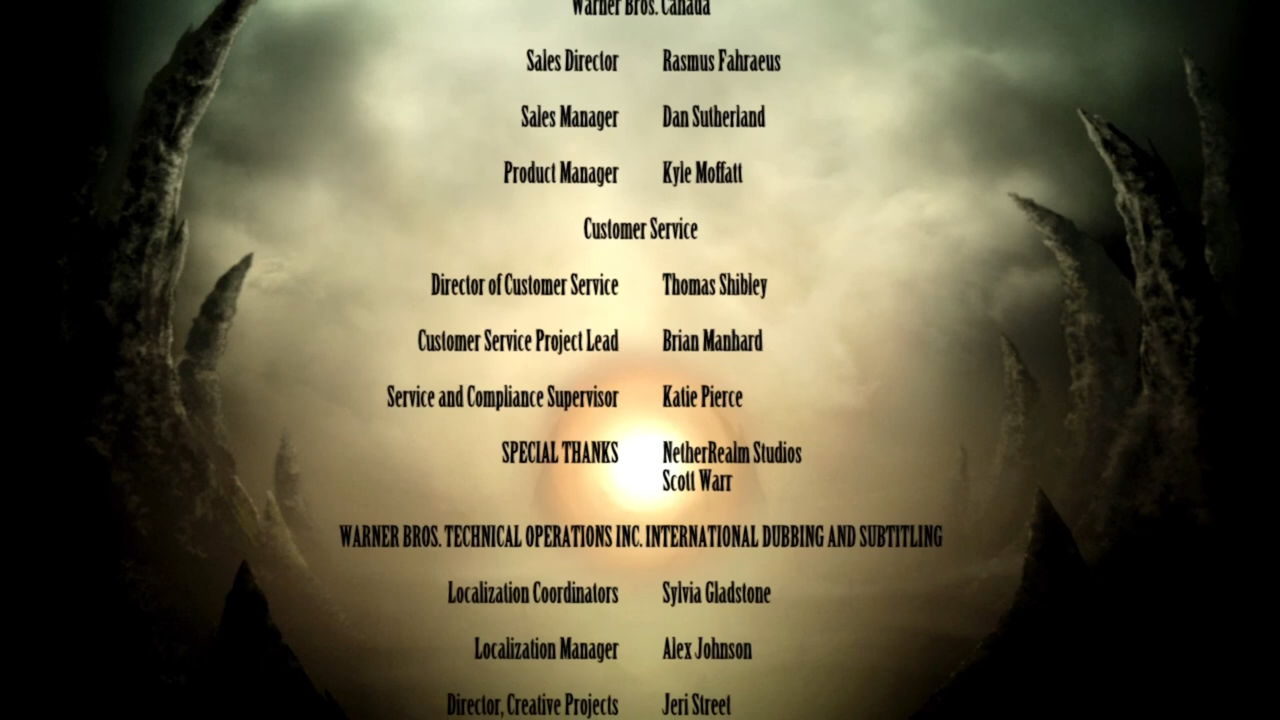 Warner Bros. Canada
Sales Director Rasmus Fahraeus
Sales Manager Dan Sutherland
Product Manager Kyle Moffatt
Customer Service
Director of Customer Service Thomas Shibley
Customer Service Project Lead Brian Manhard
Service and Compliance Supervisor Katie Pierce
SPECIAL THANKS NetherRealm Studios
Scott Warr
WARNER BROS. TECHNICAL OPERATIONS INC. INTERNATIONAL DUBBING AND SUBTITLING
Localization Coordinators Sylvia Gladstone
Localization Manager Alex Johnson
Director, Creative Projects Jeri Street